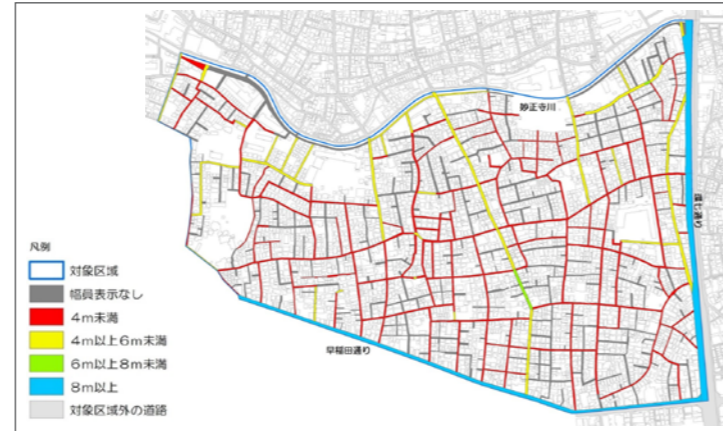 妙正寺川
環七通り
早稲田通り
凡例
対象区域
幅員表示なし
4m未満
4m以上6m未満
6m以上8m未満
8m以上
対象区域外の道路